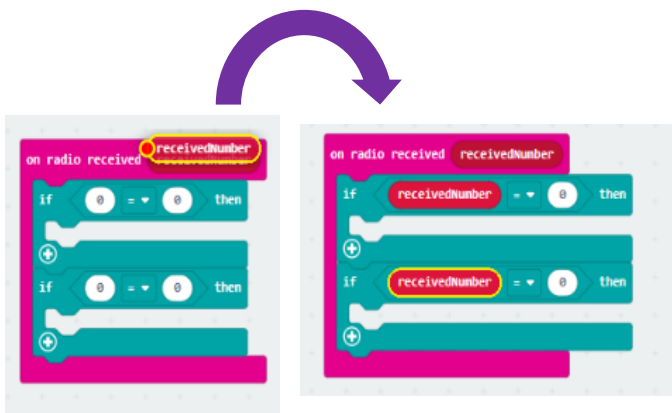 receivedNumber
on radio received receivedNumber
if 0 = 0 then
if 0 = 0 then
on radio received receivedNumber
if receivedNumber = 0 then
if receivedNumber = 0 then